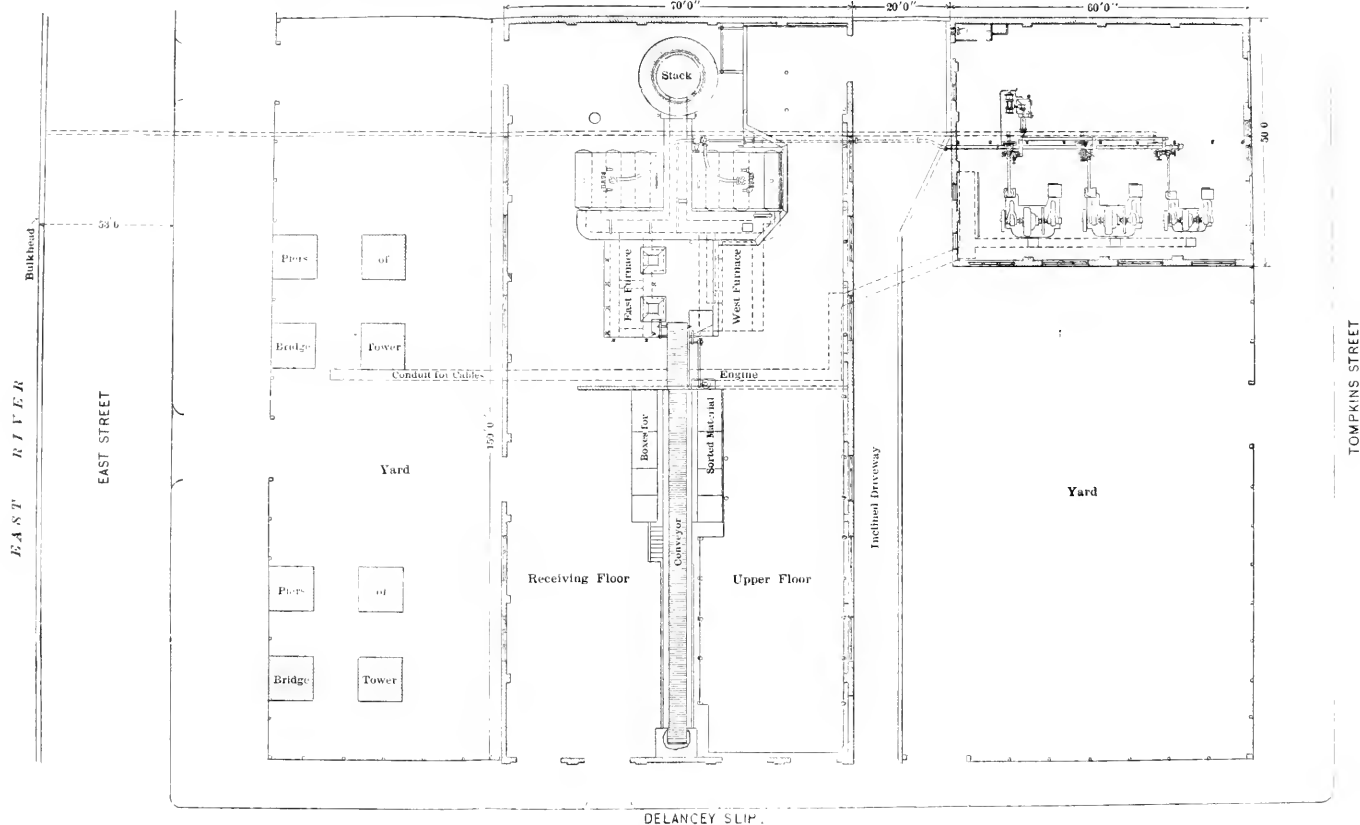 70'0"
20'0"
60'0"
Stack
50'0
53'6
Bulkhead
Piers of
East Furnace
West Furnace
Bridge Tower
Conduit for Cables
Engine
EAST RIVER
EAST STREET
TOMPKINS STREET
Boxes for
Sorted Material
150'0
Yard
Conveyor
Inclined Driveway
Yard
Receiving Floor
Upper Floor
Piers of
Bridge Tower
DELANCEY SLIP.